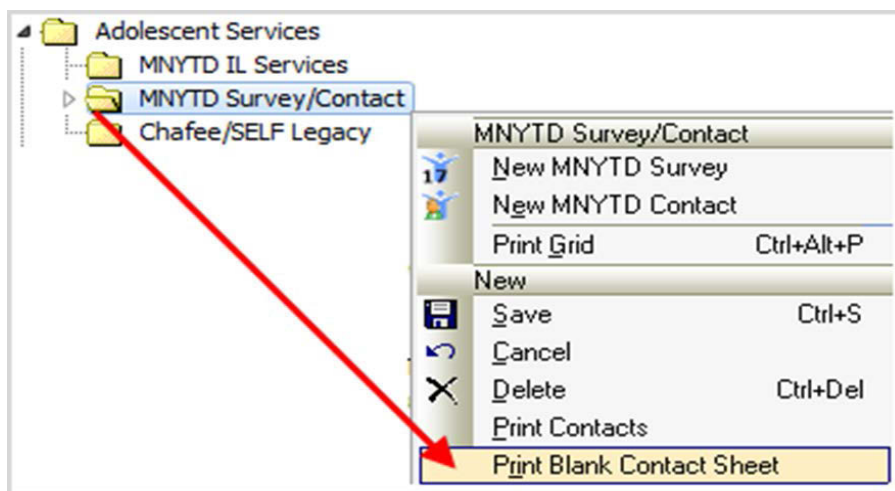 Adolescent Services
MNYTD IL Services
MNYTD Survey/Contact
Chafee/SELF Legacy
MNYTD Survey/Contact
17 New MNYTD Survey
New MNYTD Contact
Print Grid Ctrl+Alt+P
New
Save Ctrl+S
Cancel
Delete Ctrl+Del
Print Contacts
Print Blank Contact Sheet